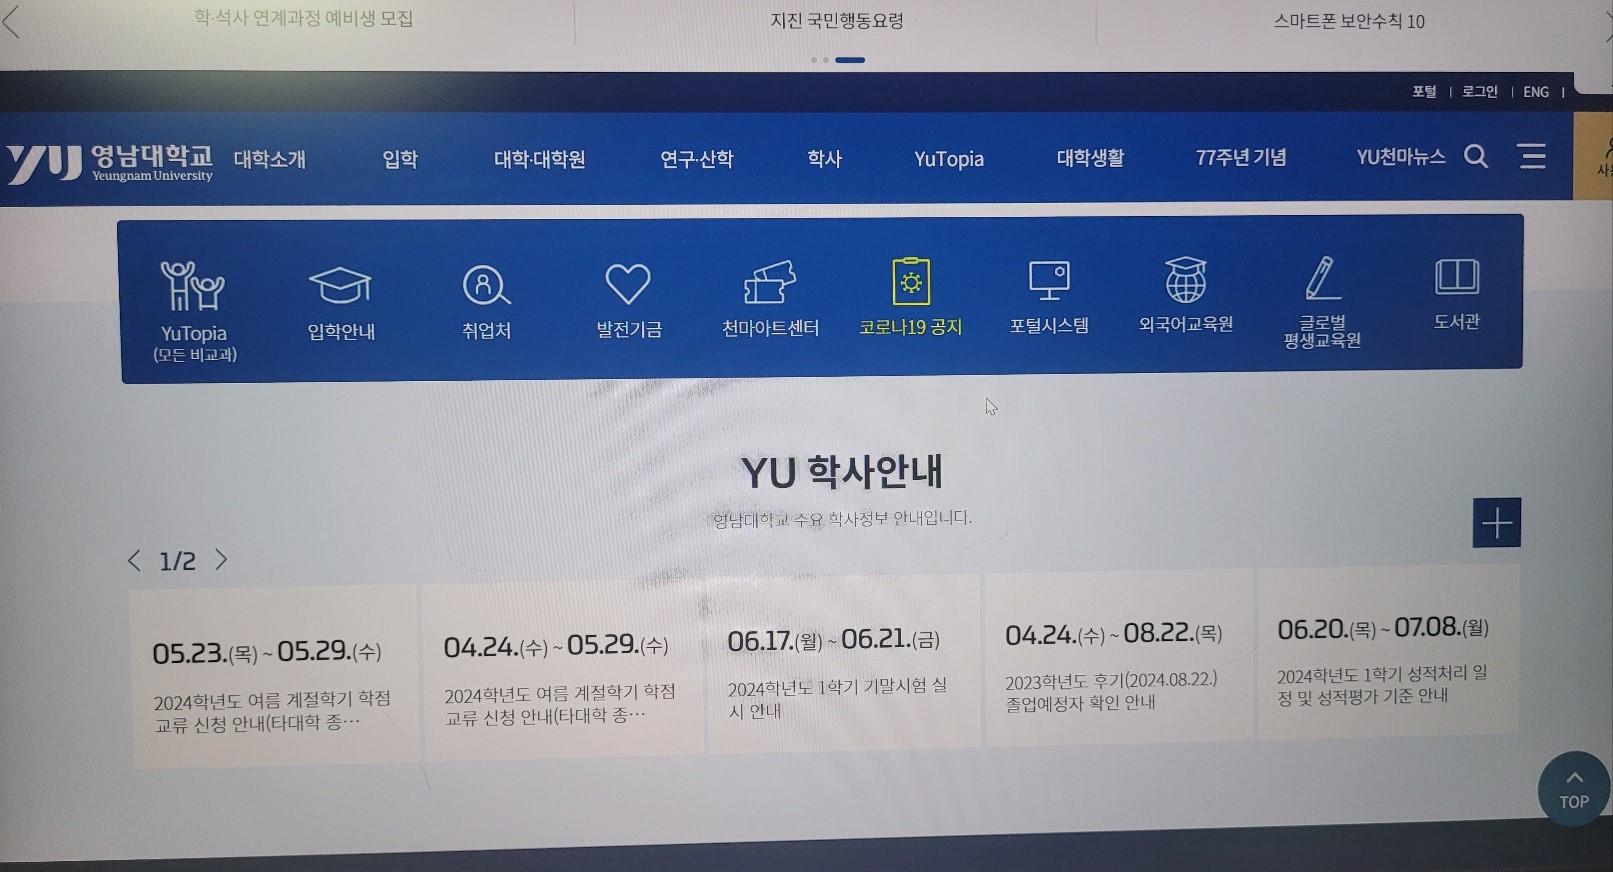 학·석사 연계과정 예비생 모집
지진 국민행동요령
스마트폰 보안수칙 10
포털 | 로그인 | ENG |
YU 영남대학교
Yeungnam University
대학소개
입학
대학·대학원
연구·산학
학사
YuTopia
대학생활
77주년 기념
YU천마뉴스
YuTopia
(모든 비교과)
입학안내
취업처
발전기금
천마아트센터
코로나19 공지
포털시스템
외국어교육원
글로벌
평생교육원
도서관
YU 학사안내
영남대학교 주요 학사정보 안내입니다.
1/2
05.23.(목) ~ 05.29.(수)
2024학년도 여름 계절학기 학점
교류 신청 안내(타대학 종…
04.24.(수) ~ 05.29.(수)
2024학년도 여름 계절학기 학점
교류 신청 안내(타대학 종…
06.17.(월) ~ 06.21.(금)
2024학년도 1학기 기말시험 실
시 안내
04.24.(수) ~ 08.22.(목)
2023학년도 후기(2024.08.22.)
졸업예정자 확인 안내
06.20.(목) ~ 07.08.(월)
2024학년도 1학기 성적처리 일
정 및 성적평가 기준 안내
TOP